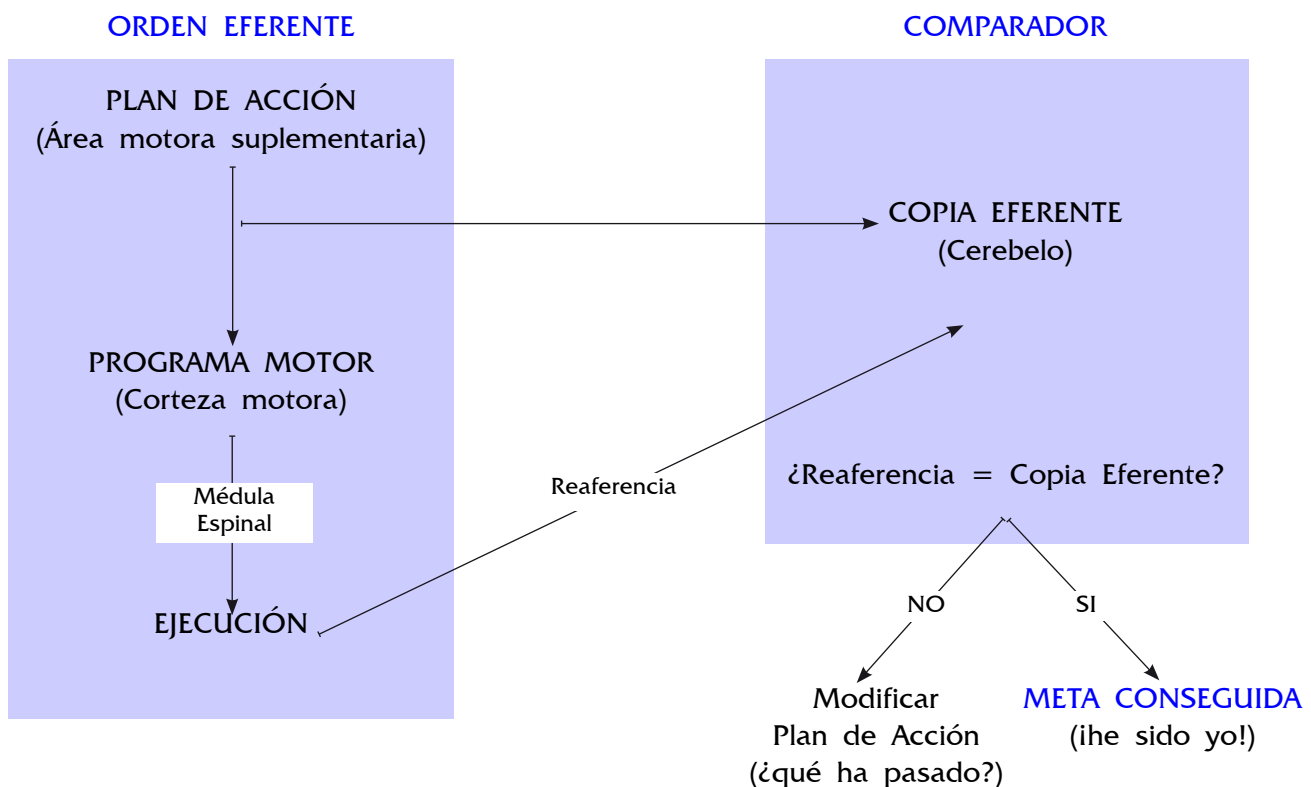 ORDEN EFERENTE
PLAN DE ACCIÓN
(Área motora suplementaria)
PROGRAMA MOTOR
(Corteza motora)
Médula
Espinal
EJECUCIÓN
Reaferencia
COMPARADOR
COPIA EFERENTE
(Cerebelo)
¿Reaferencia = Copia Eferente?
NO
SI
Modificar
Plan de Acción
(¿qué ha pasado?)
META CONSEGUIDA
(¡he sido yo!)